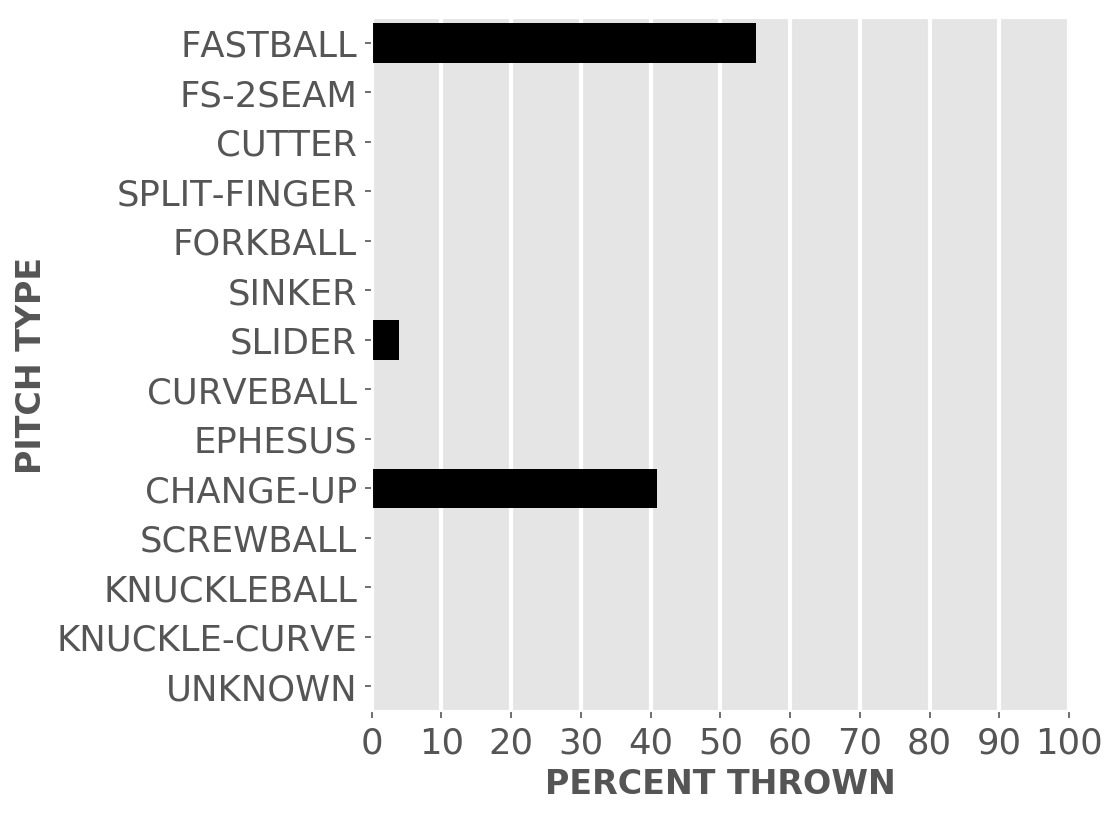 FASTBALL
FS-2SEAM
CUTTER
SPLIT-FINGER
FORKBALL
SINKER
SLIDER
CURVEBALL
EPHESUS
CHANGE-UP
SCREWBALL
KNUCKLEBALL
KNUCKLE-CURVE
UNKNOWN
PITCH TYPE
0 10 20 30 40 50 60 70 80 90 100
PERCENT THROWN